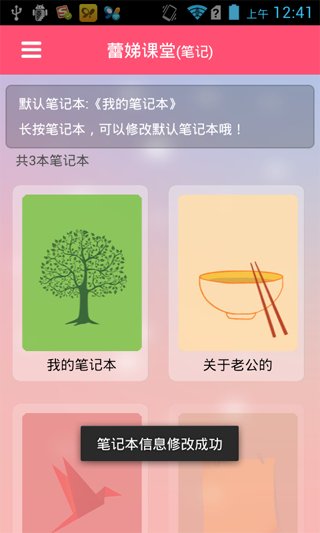 上午 12:41
蕾娣课堂(笔记)
默认笔记本:《我的笔记本》
长按笔记本，可以修改默认笔记本哦！
共3本笔记本
我的笔记本
关于老公的
笔记本信息修改成功